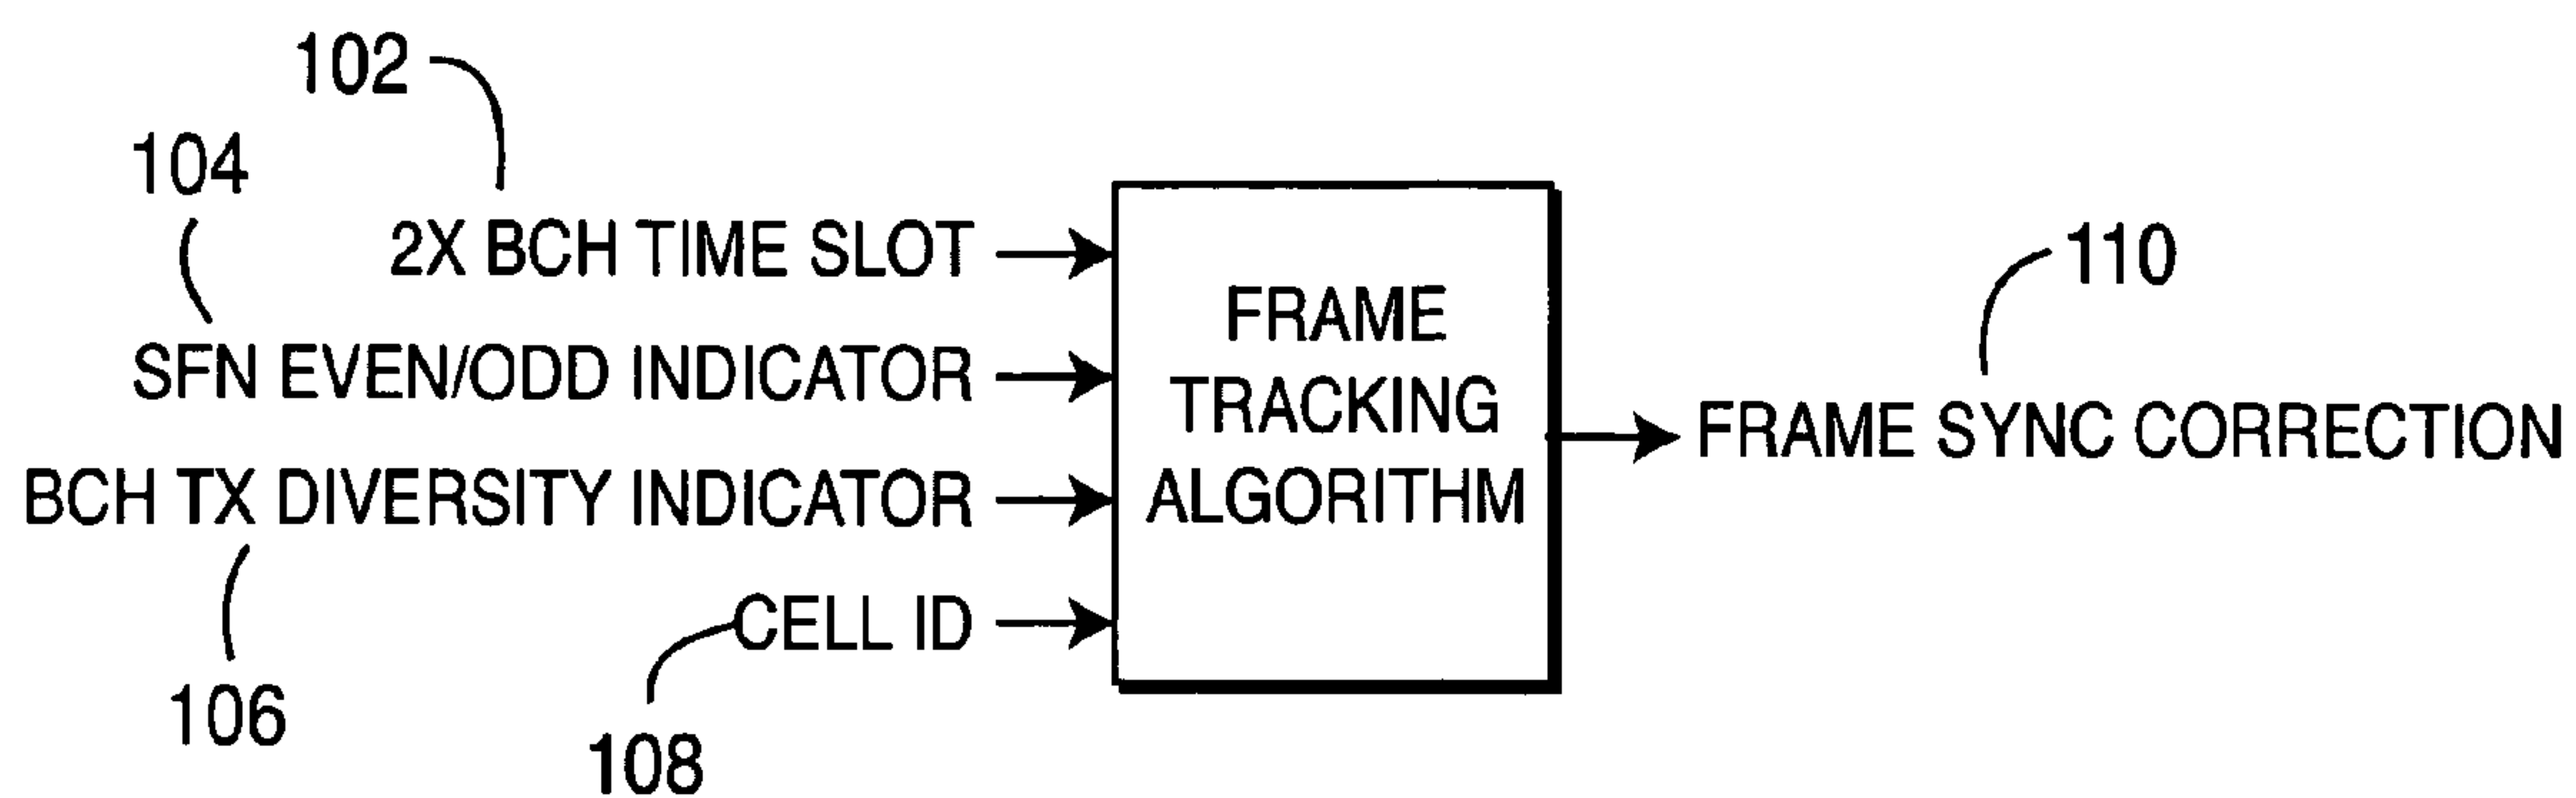 102
104
2X BCH TIME SLOT
SFN EVEN/ODD INDICATOR
BCH TX DIVERSITY INDICATOR
CELL ID
106
108
FRAME
TRACKING
ALGORITHM
110
FRAME SYNC CORRECTION